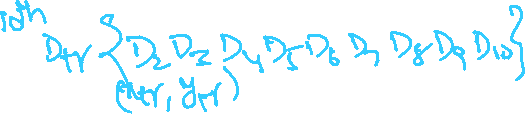 10th
Dtr { D2 D3 D4 D5 D6 D7 D8 D9 D10 }
(xtr, ytr)